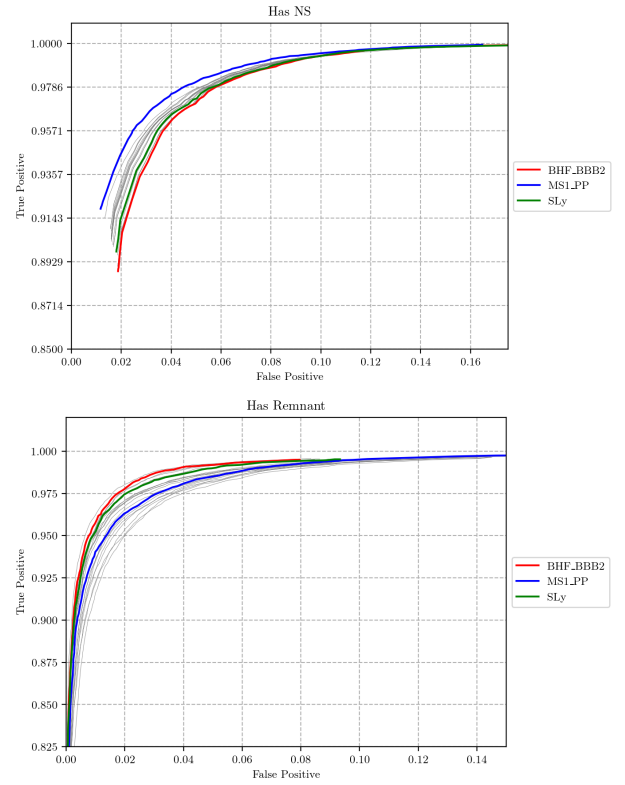 Has NS
1.0000
0.9786
0.9571
0.9357
0.9143
0.8929
0.8714
0.8500
True Positive
0.00 0.02 0.04 0.06 0.08 0.10 0.12 0.14 0.16
False Positive
BHF_BBB2
MS1_PP
SLy
Has Remnant
1.000
0.975
0.950
0.925
0.900
0.875
0.850
0.825
True Positive
0.00 0.02 0.04 0.06 0.08 0.10 0.12 0.14
False Positive
BHF_BBB2
MS1_PP
SLy